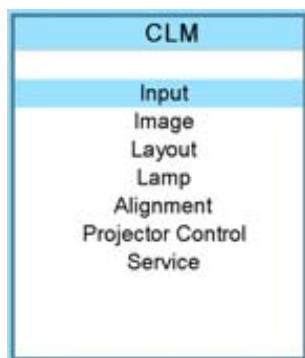 CLM
Input
Image
Layout
Lamp
Alignment
Projector Control
Service